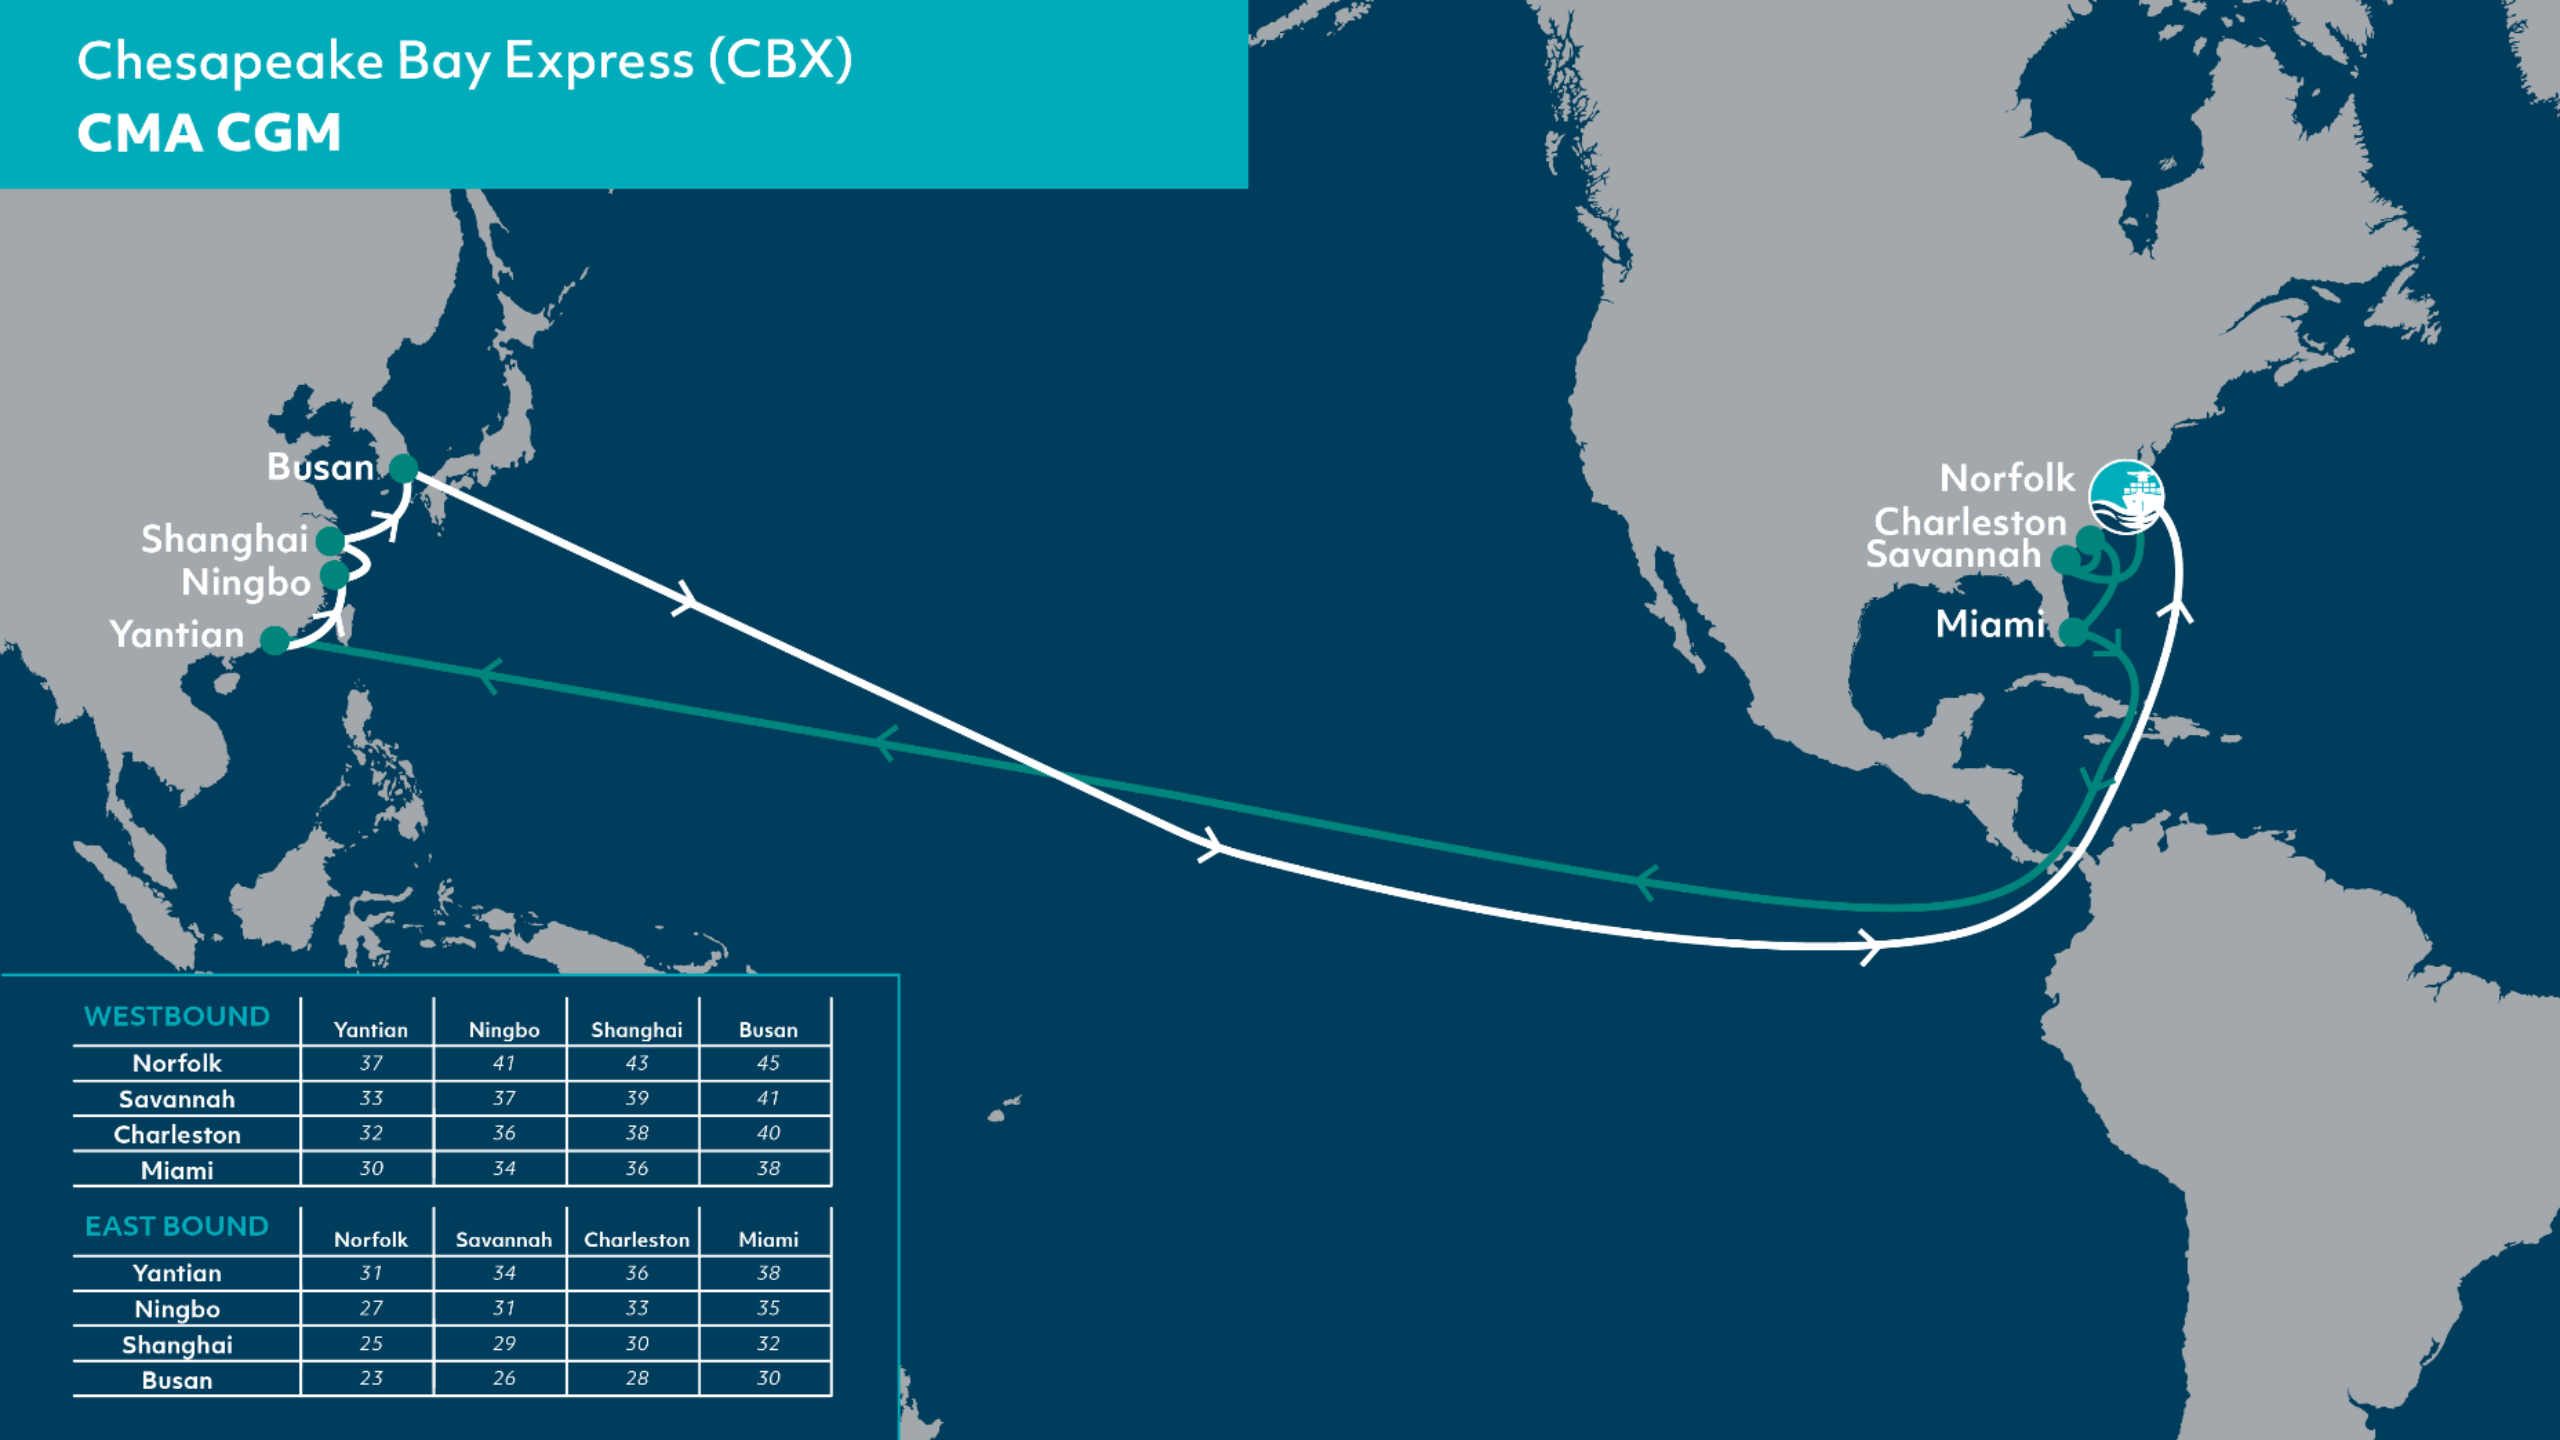 Chesapeake Bay Express (CBX)
CMA CGM
Busan
Shanghai
Ningbo
Yantian
Norfolk
Charleston
Savannah
Miami
WESTBOUND Yantian Ningbo Shanghai Busan
Norfolk 37 41 43 45
Savannah 33 37 39 41
Charleston 32 36 38 40
Miami 30 34 36 38
EAST BOUND Norfolk Savannah Charleston Miami
Yantian 31 34 36 38
Ningbo 27 31 33 35
Shanghai 25 29 30 32
Busan 23 26 28 30